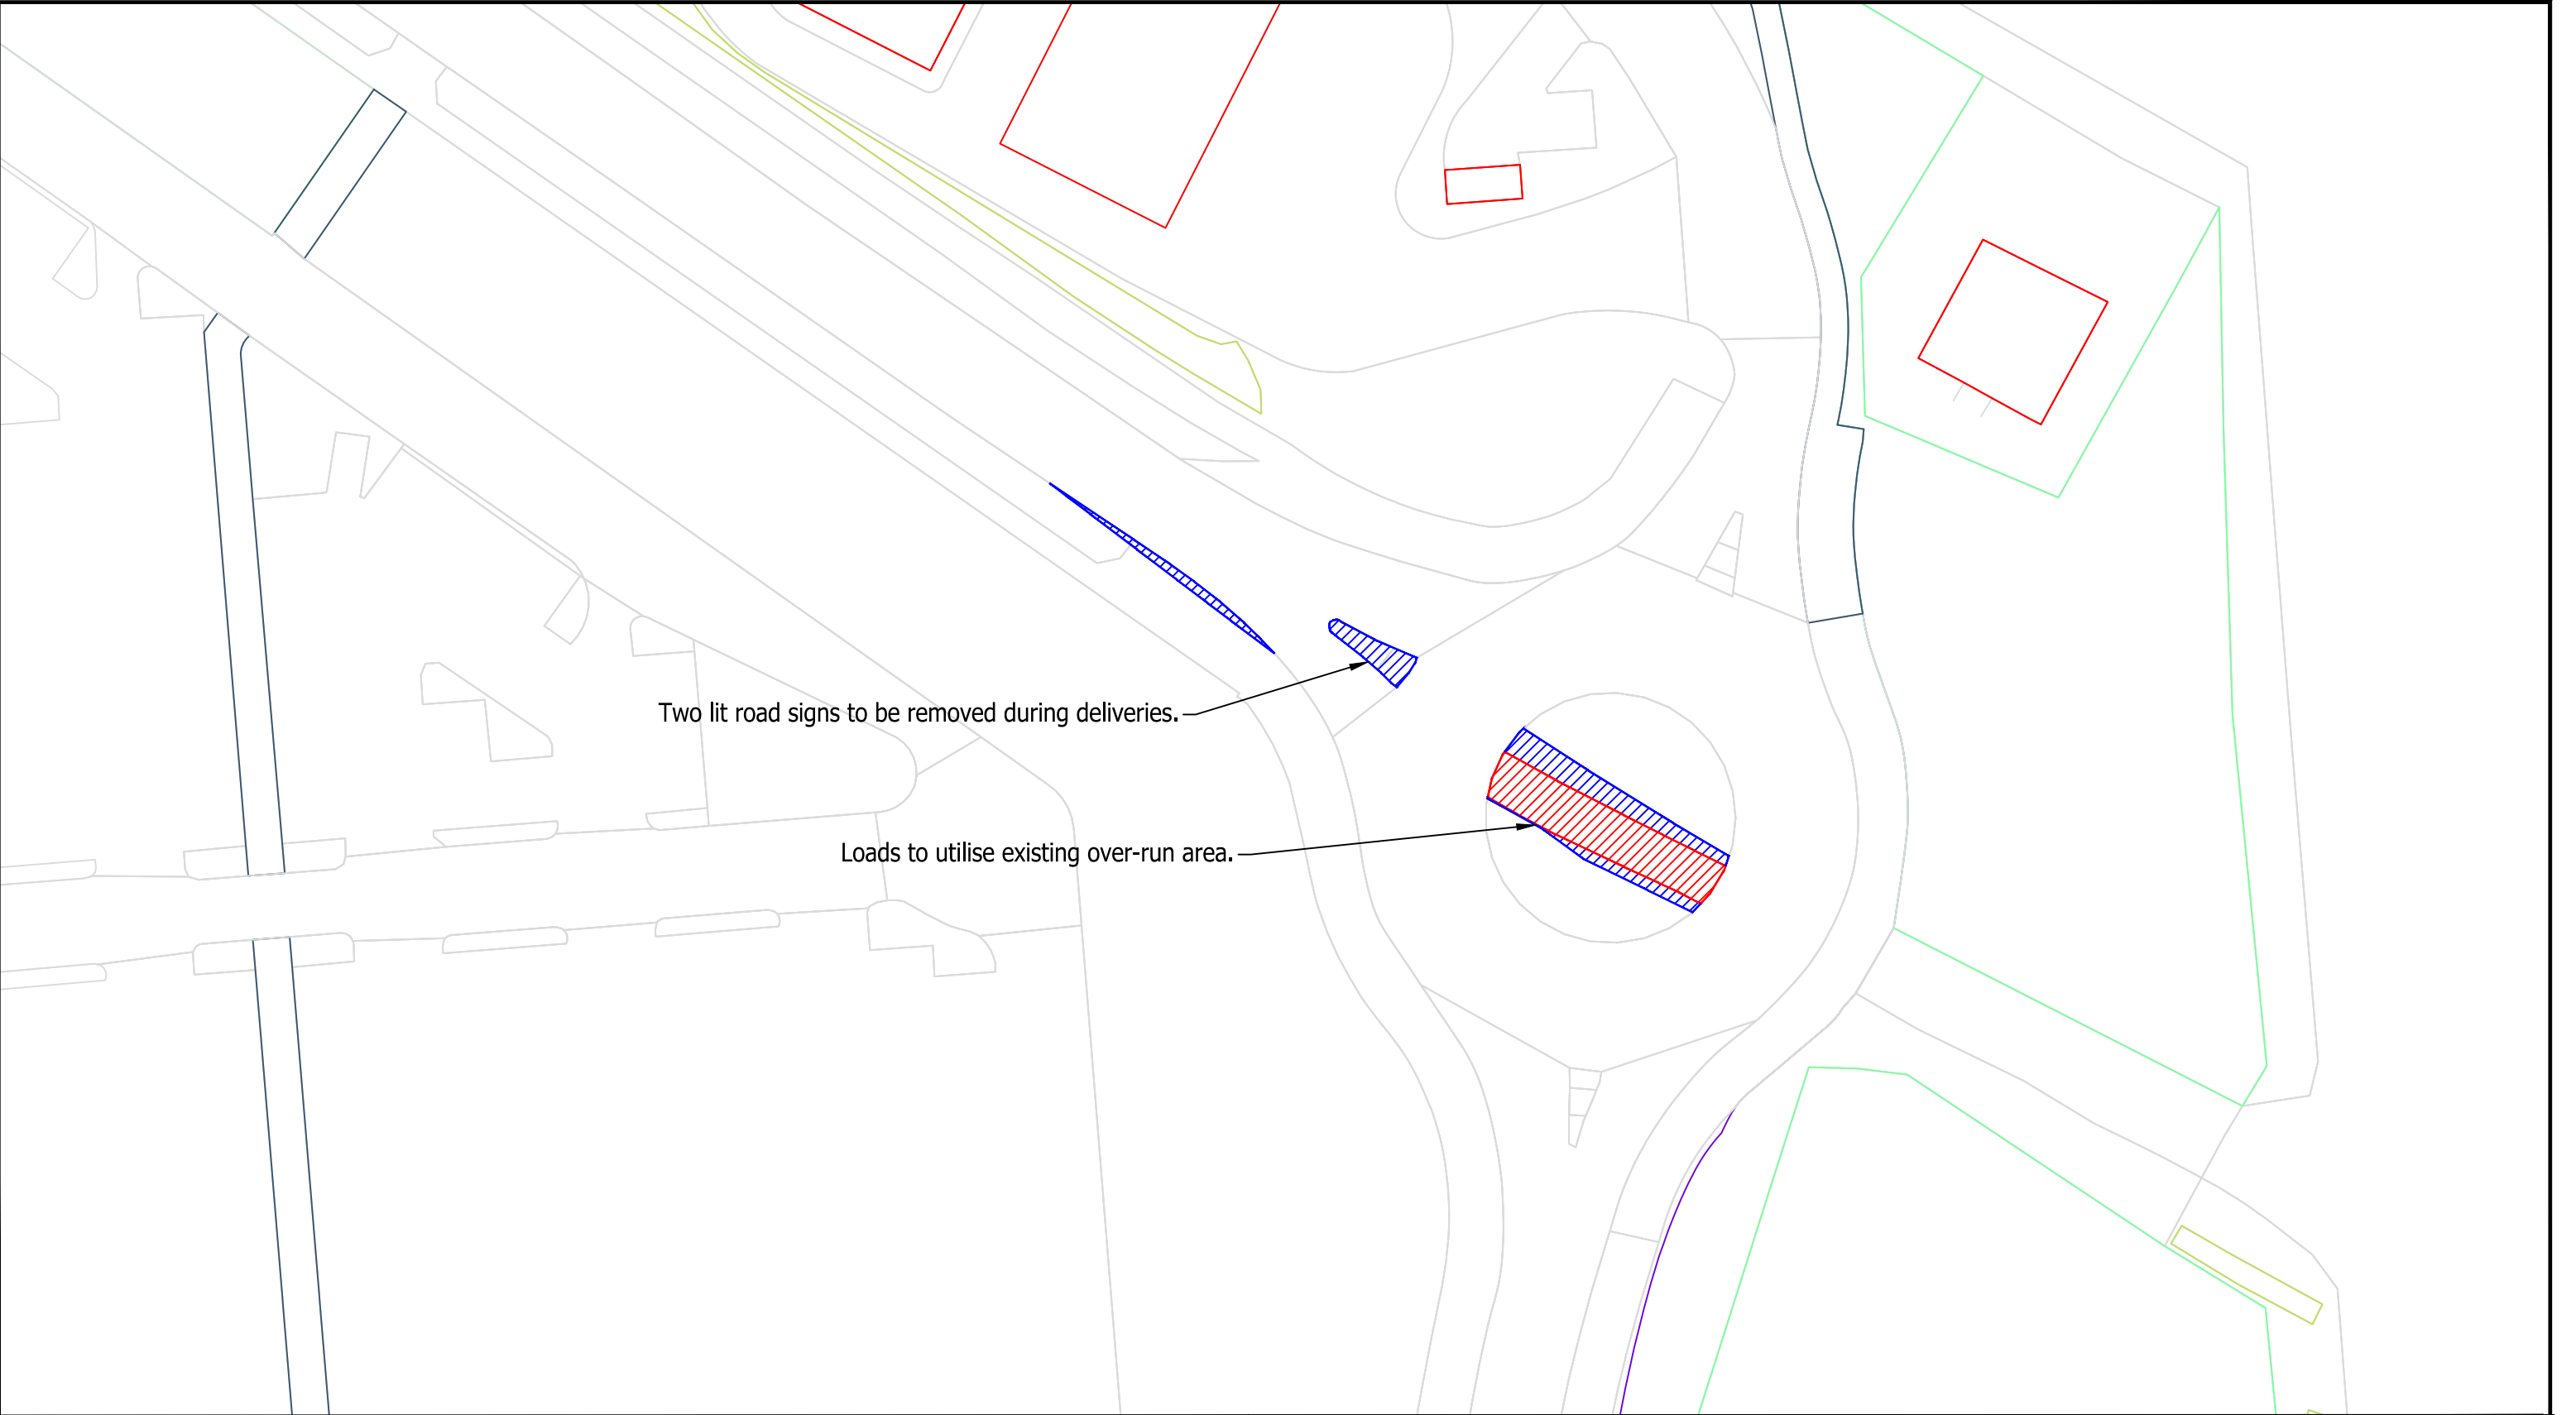 Two lit road signs to be removed during deliveries.
Loads to utilise existing over-run area.